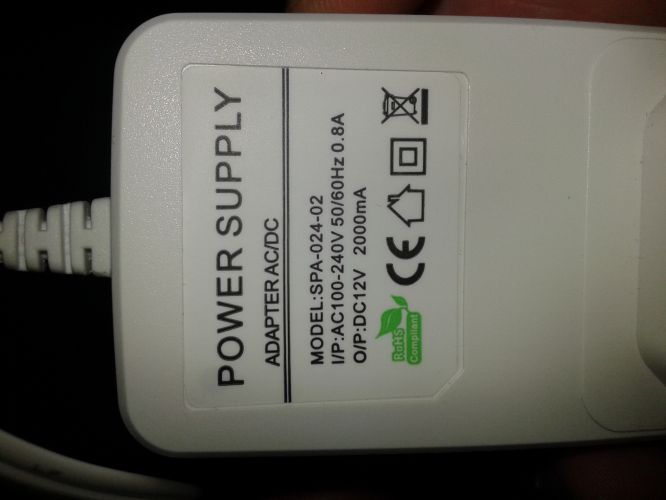 POWER SUPPLY
ADAPTER AC/DC
MODEL:SPA-024-02
I/P:AC100-240V 50/60Hz 0.8A
O/P:DC12V 2000mA
RoHS
Compliant
CE